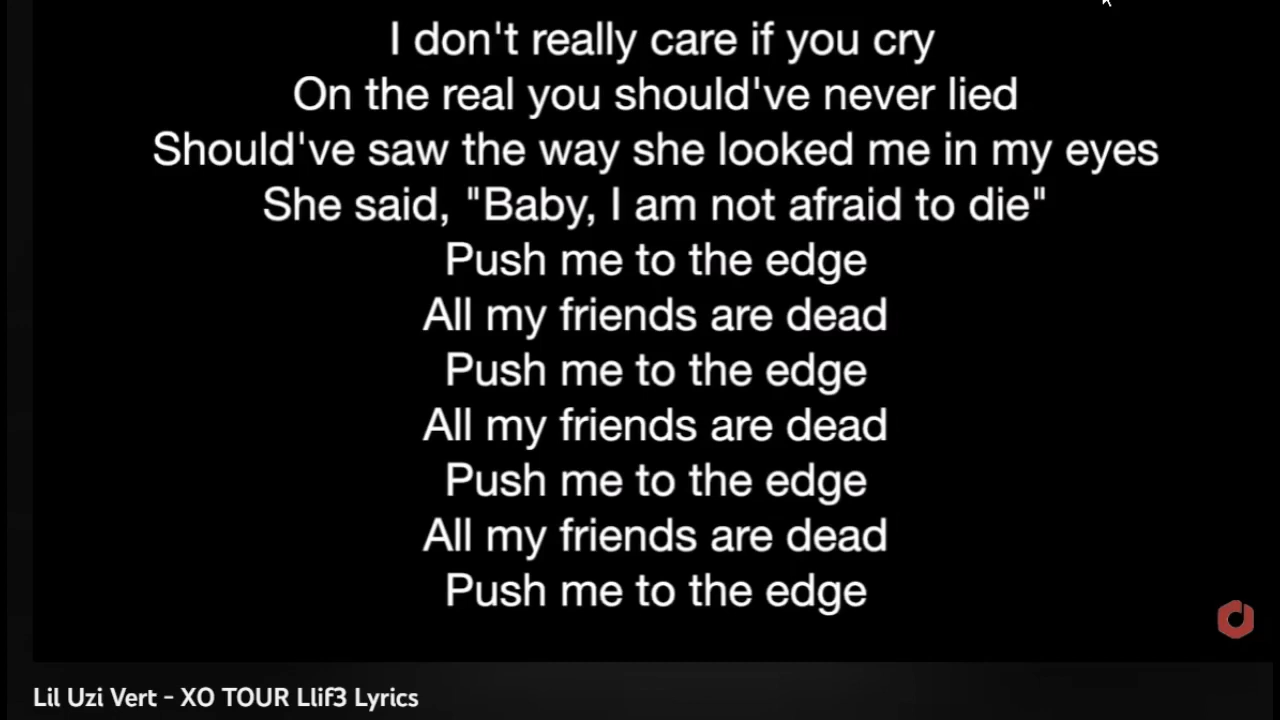 I don't really care if you cry
On the real you should've never lied
Should've saw the way she looked me in my eyes
She said, "Baby, I am not afraid to die"
Push me to the edge
All my friends are dead
Push me to the edge
All my friends are dead
Push me to the edge
All my friends are dead
Push me to the edge
Lil Uzi Vert - XO TOUR Llif3 Lyrics